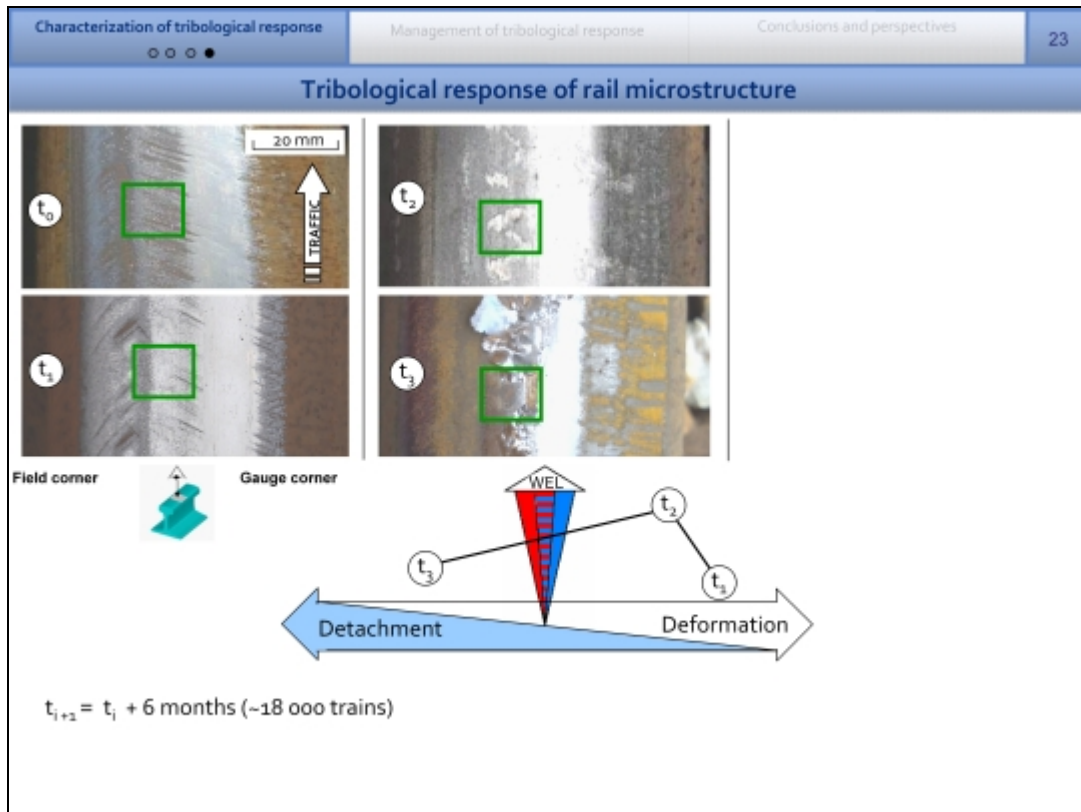 Characterization of tribological response
Management of tribological response
Conclusions and perspectives
23
Tribological response of rail microstructure
20 mm
TRAFFIC
t0
t2
t1
t3
Field corner
Gauge corner
WEL
t2
t3
t1
Detachment
Deformation
ti+1 = ti + 6 months (~18 000 trains)